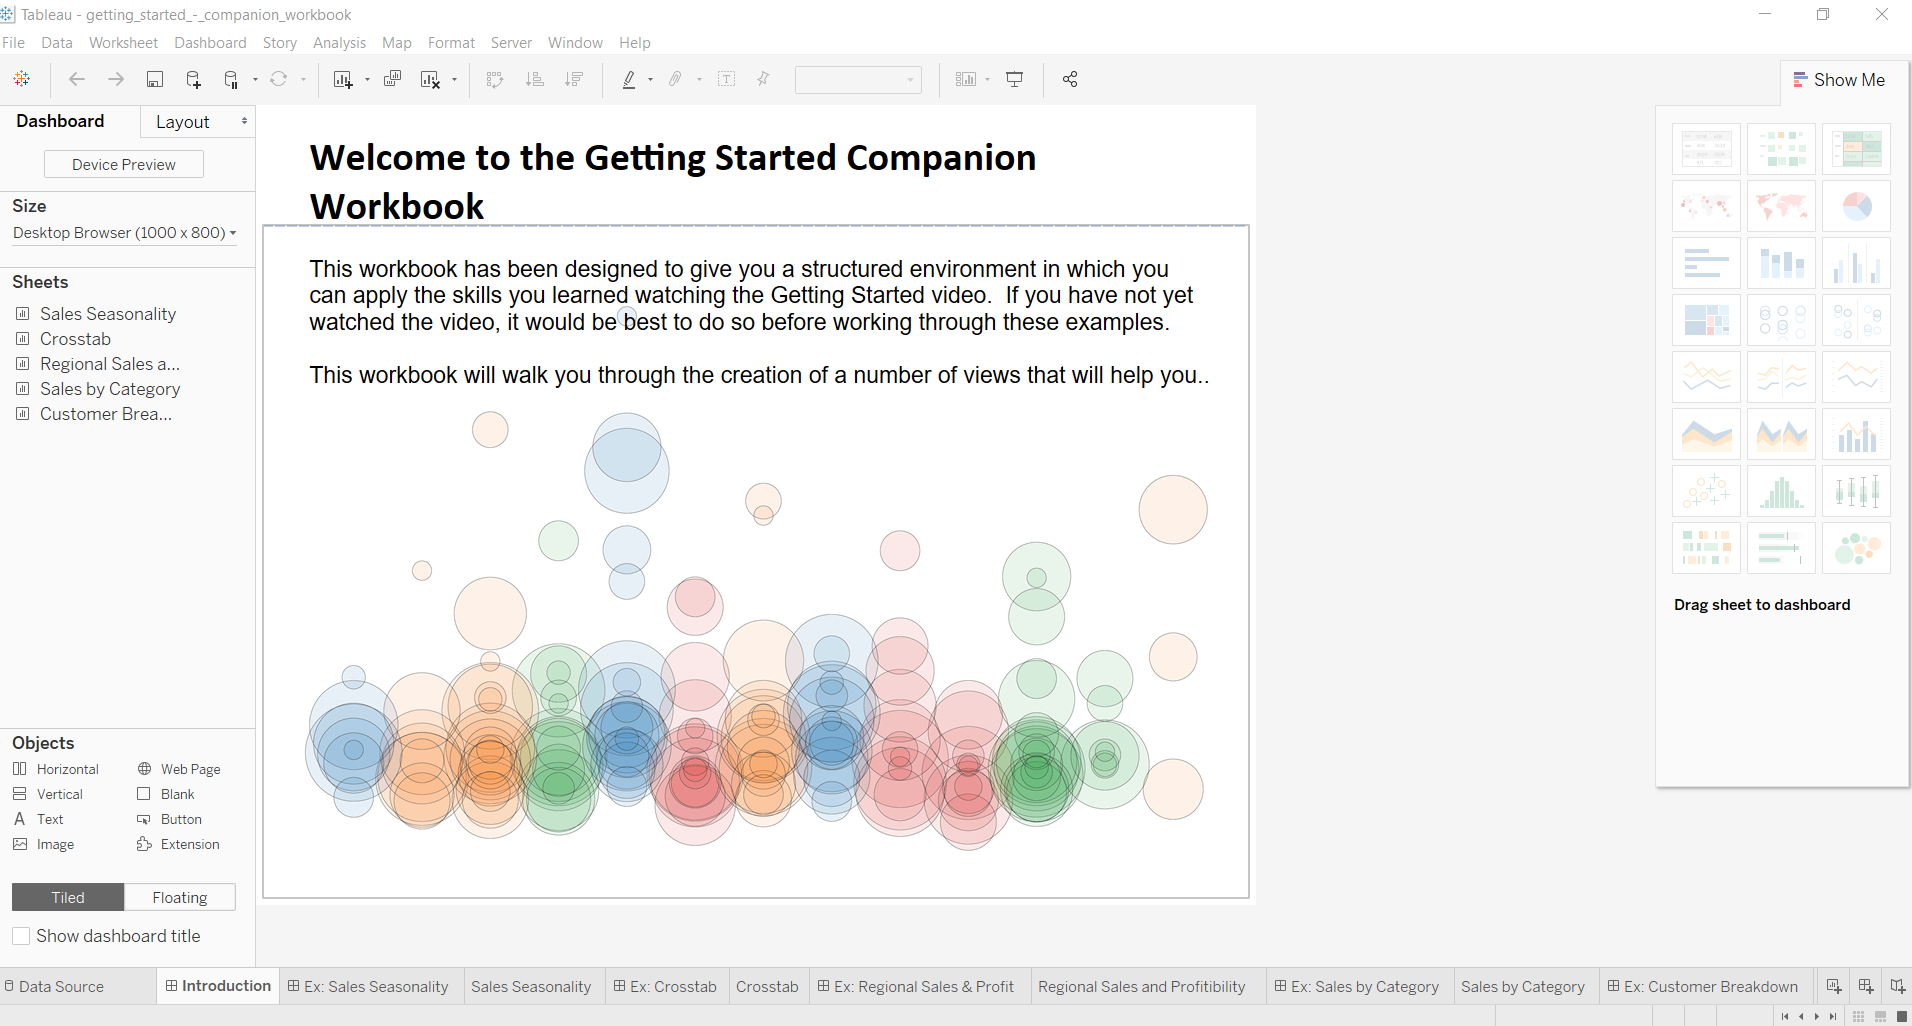 Tableau - getting_started_-_companion_workbook
File Data Worksheet Dashboard Story Analysis Map Format Server Window Help
Show Me
Dashboard Layout
Device Preview
Size
Desktop Browser (1000 x 800)
Sheets
Sales Seasonality
Crosstab
Regional Sales a...
Sales by Category
Customer Brea...
Welcome to the Getting Started Companion
Workbook
This workbook has been designed to give you a structured environment in which you
can apply the skills you learned watching the Getting Started video.  If you have not yet
watched the video, it would be best to do so before working through these examples.
This workbook will walk you through the creation of a number of views that will help you..
Drag sheet to dashboard
Objects
Horizontal Web Page
Vertical Blank
A Text Button
Image Extension
Tiled Floating
Show dashboard title
Data Source Introduction Ex: Sales Seasonality Sales Seasonality Ex: Crosstab Crosstab Ex: Regional Sales & Profit Regional Sales and Profitibility Ex: Sales by Category Sales by Category Ex: Customer Breakdown